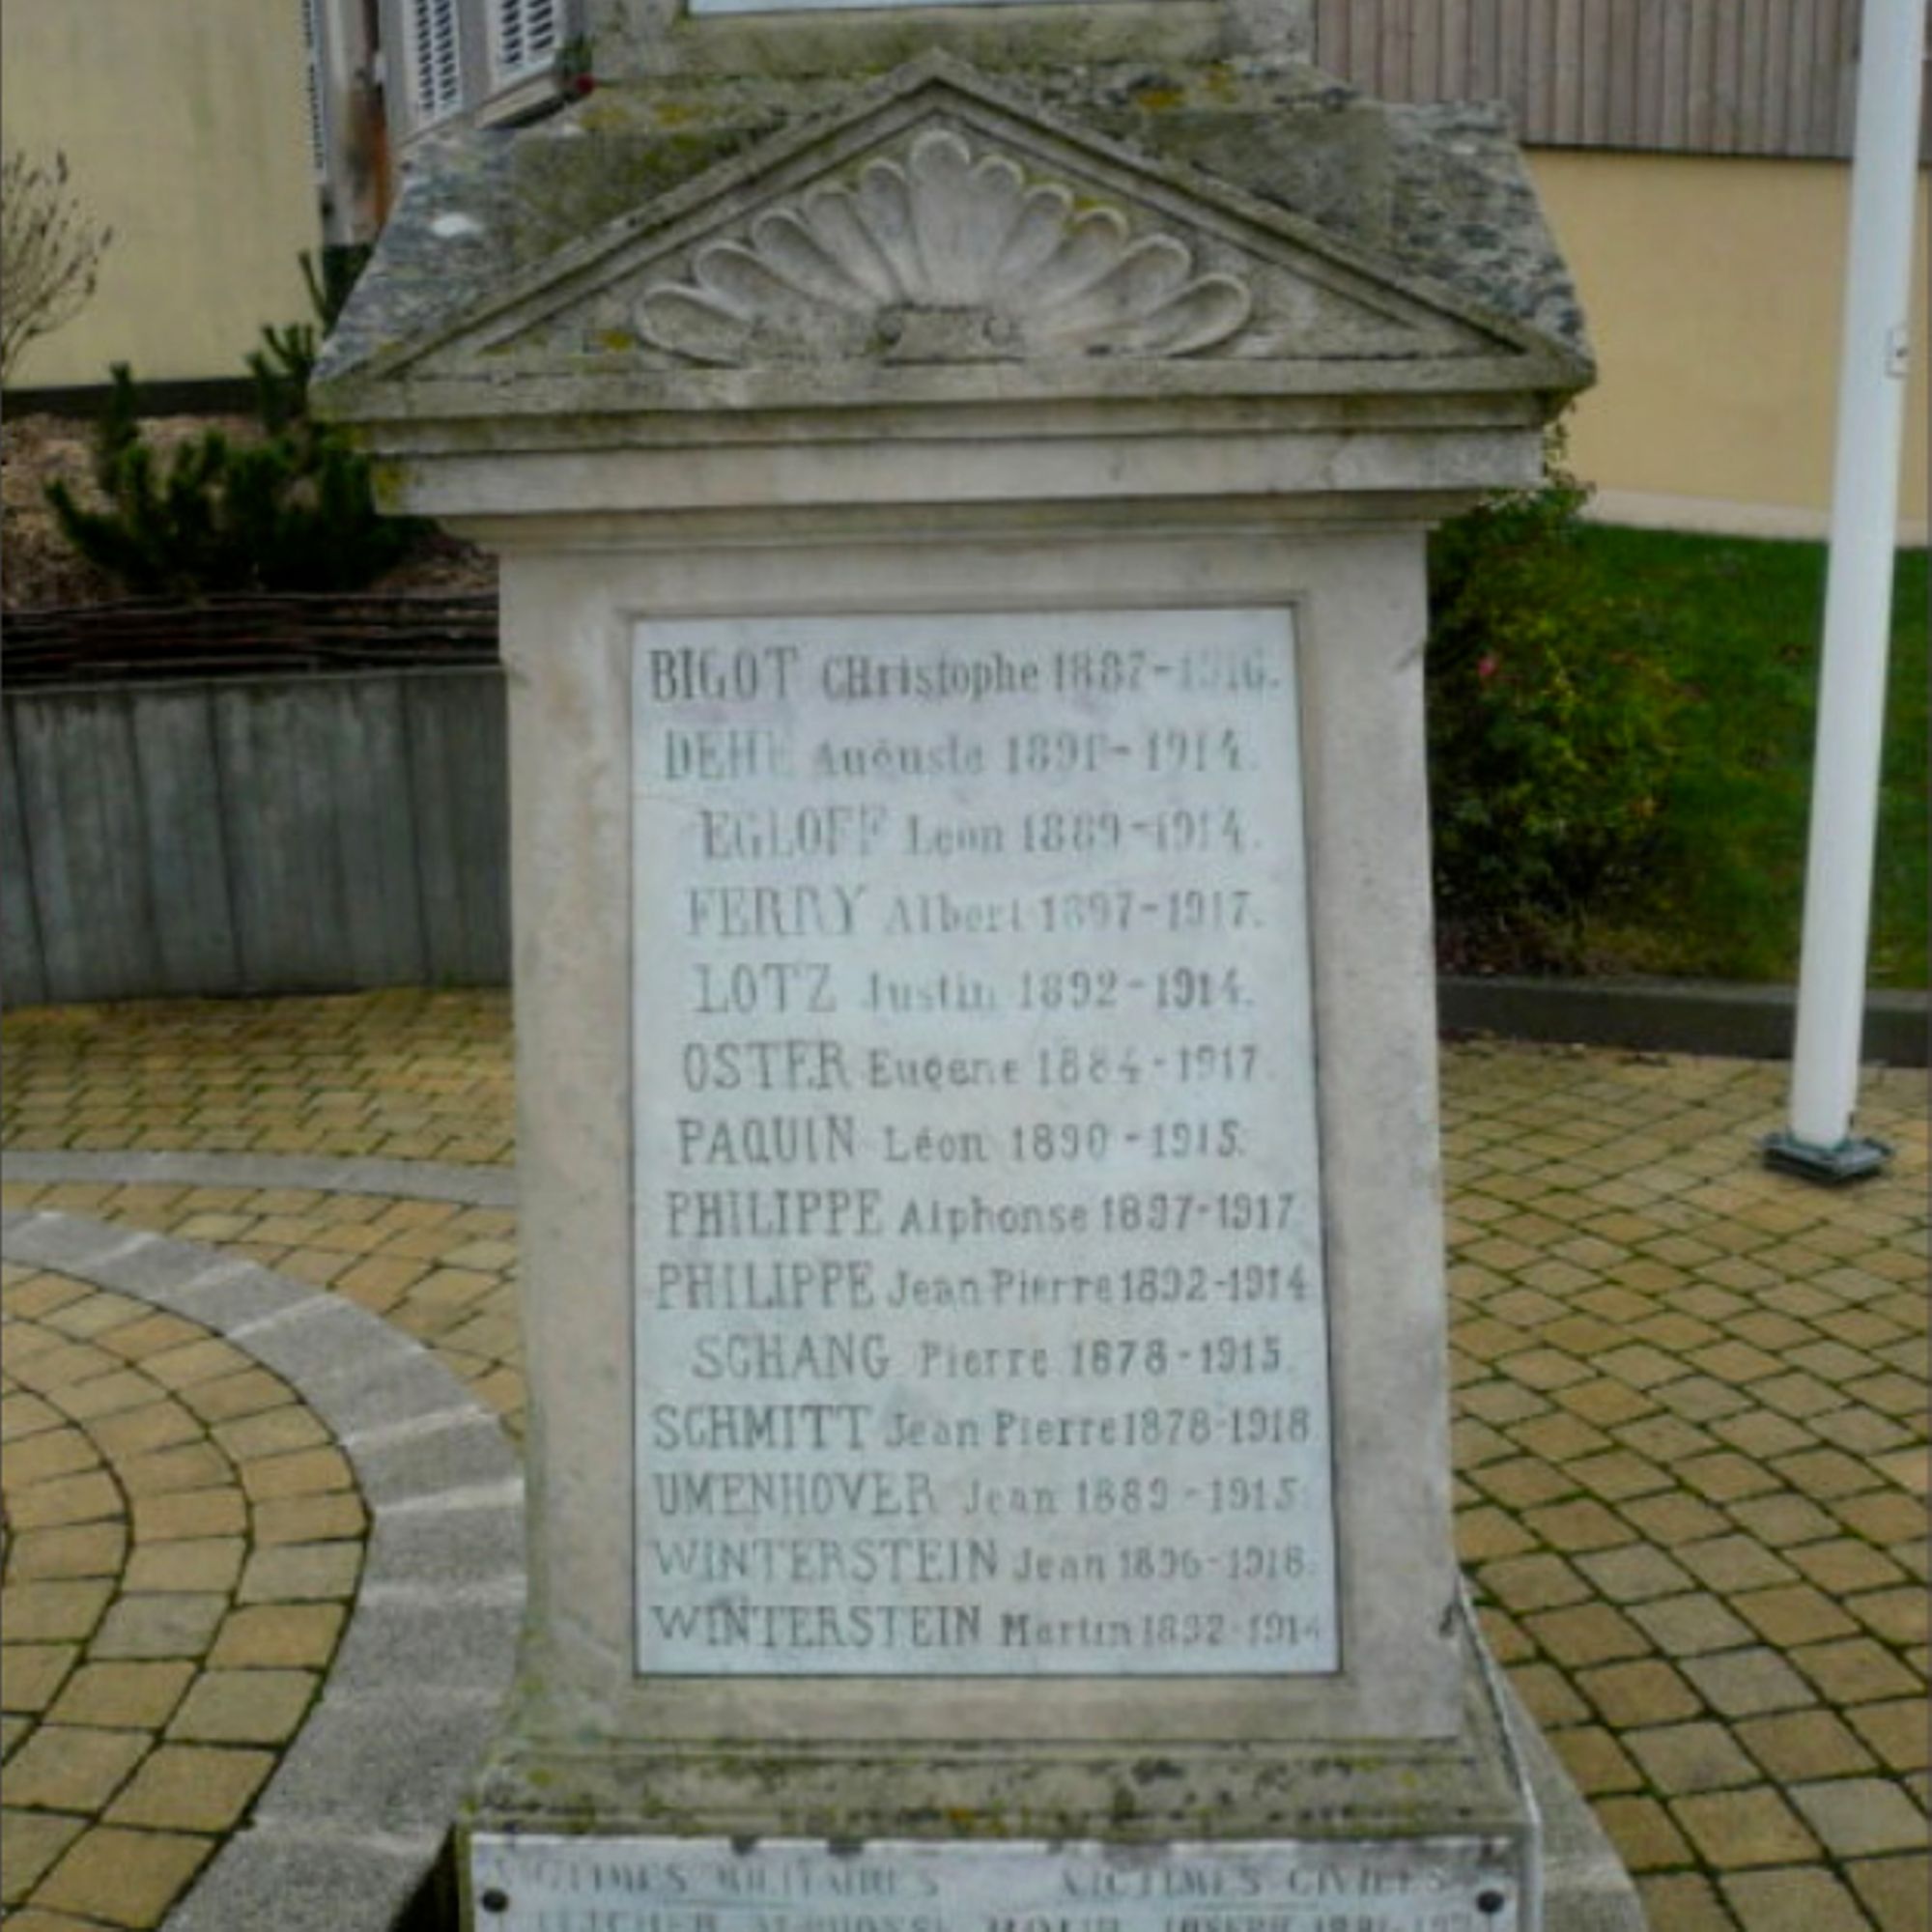 BIGOT CHristophe 1887-1916.
DEHE Auguste 1891-1914.
EGLOFF Leon 1889-1914.
FERRY Albert 1897-1917.
LOTZ Justin 1892-1914.
OSTER Eugene 1884-1917.
PAQUIN Léon 1890-1915.
PHILIPPE Alphonse 1897-1917
PHILIPPE Jean Pierre 1892-1914
SCHANG Pierre 1878-1915.
SCHMITT Jean Pierre 1878-1918
UMENHOVER Jean 1889-1915
WINTERSTEIN Jean 1896-1918.
WINTERSTEIN Martin 1892-1914
VICTIMES MILITAIRES VICTIMES CIVILES
JOSEPH